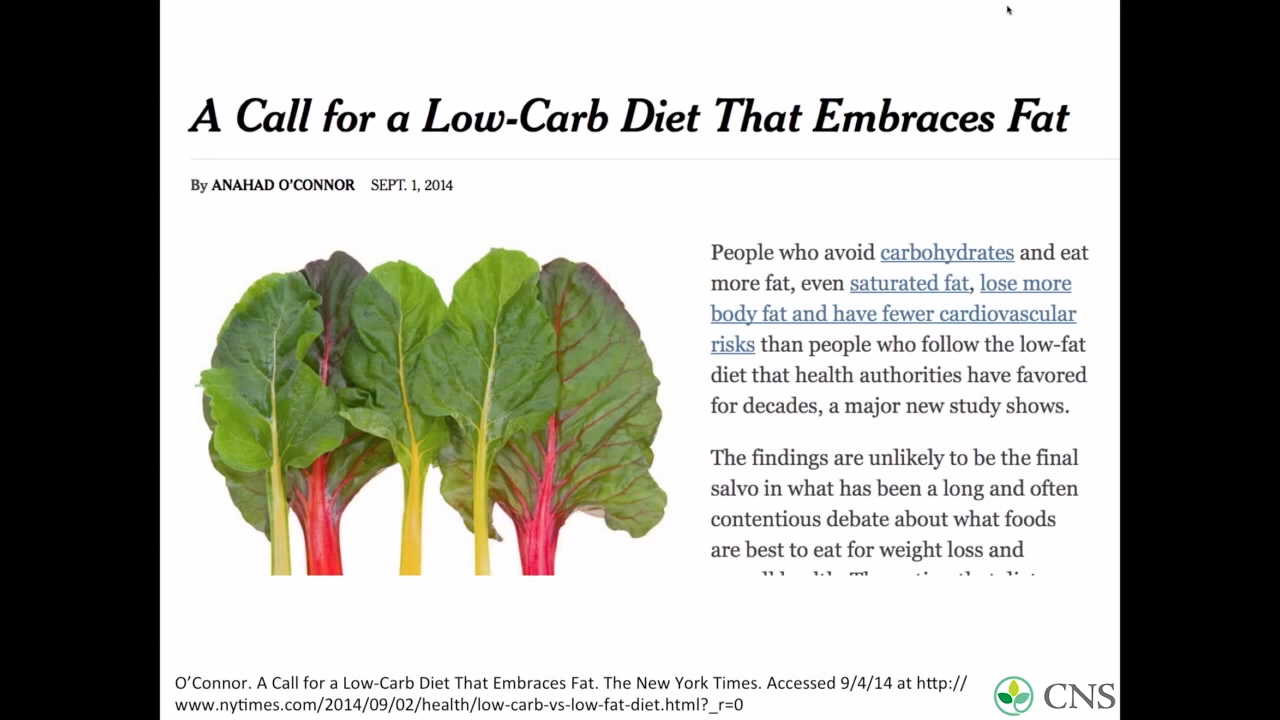 A Call for a Low-Carb Diet That Embraces Fat
By ANAHAD O'CONNOR SEPT. 1, 2014
People who avoid carbohydrates and eat
more fat, even saturated fat, lose more
body fat and have fewer cardiovascular
risks than people who follow the low-fat
diet that health authorities have favored
for decades, a major new study shows.
The findings are unlikely to be the final
salvo in what has been a long and often
contentious debate about what foods
are best to eat for weight loss and
O'Connor. A Call for a Low-Carb Diet That Embraces Fat. The New York Times. Accessed 9/4/14 at http://
www.nytimes.com/2014/09/02/health/low-carb-vs-low-fat-diet.html?_r=0
CNS